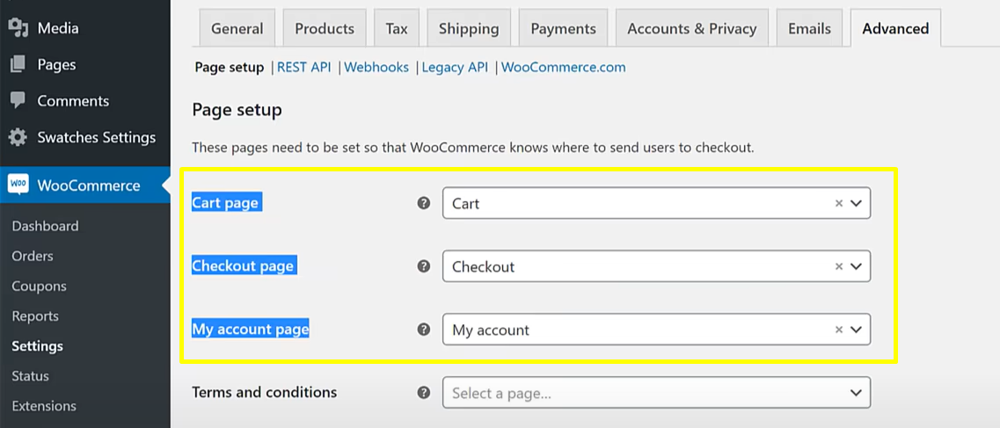 Media
Pages
Comments
Swatches Settings
WOO WooCommerce
Dashboard
Orders
Coupons
Reports
Settings
Status
Extensions
General Products Tax Shipping Payments Accounts & Privacy Emails Advanced
Page setup | REST API | Webhooks | Legacy API | WooCommerce.com
Page setup
These pages need to be set so that WooCommerce knows where to send users to checkout.
Cart page ? Cart × 
Checkout page ? Checkout ×
My account page ? My account ×
Terms and conditions ? Select a page...